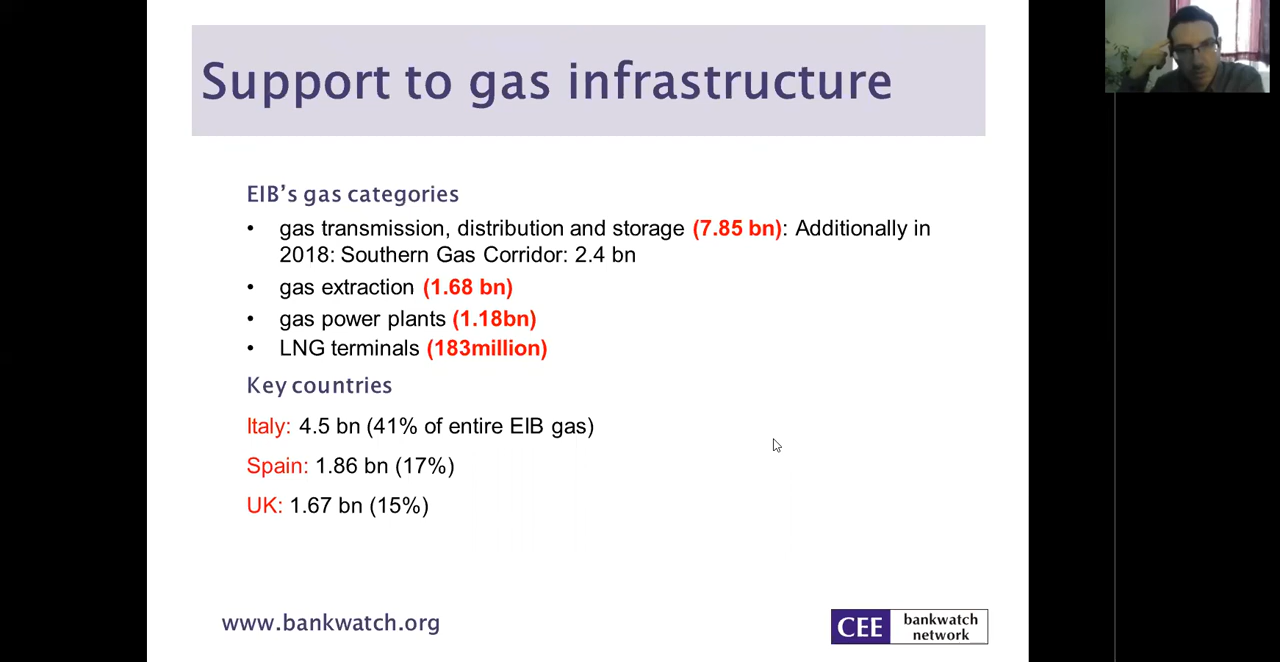 Support to gas infrastructure
EIB's gas categories
• gas transmission, distribution and storage (7.85 bn): Additionally in
2018: Southern Gas Corridor: 2.4 bn
• gas extraction (1.68 bn)
• gas power plants (1.18bn)
• LNG terminals (183million)
Key countries
Italy: 4.5 bn (41% of entire EIB gas)
Spain: 1.86 bn (17%)
UK: 1.67 bn (15%)
www.bankwatch.org
CEE bankwatch
network